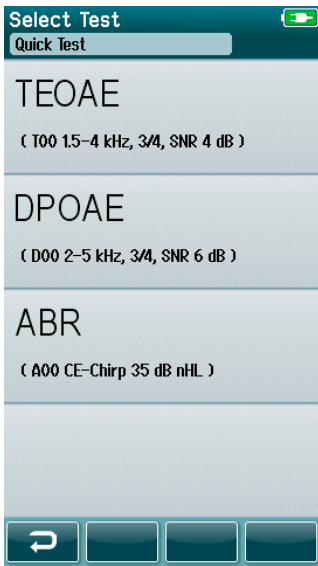 Select Test
Quick Test
TEOAE
( T00 1.5-4 kHz, 3/4, SNR 4 dB )
DPOAE
( D00 2-5 kHz, 3/4, SNR 6 dB )
ABR
( A00 CE-Chirp 35 dB nHL )